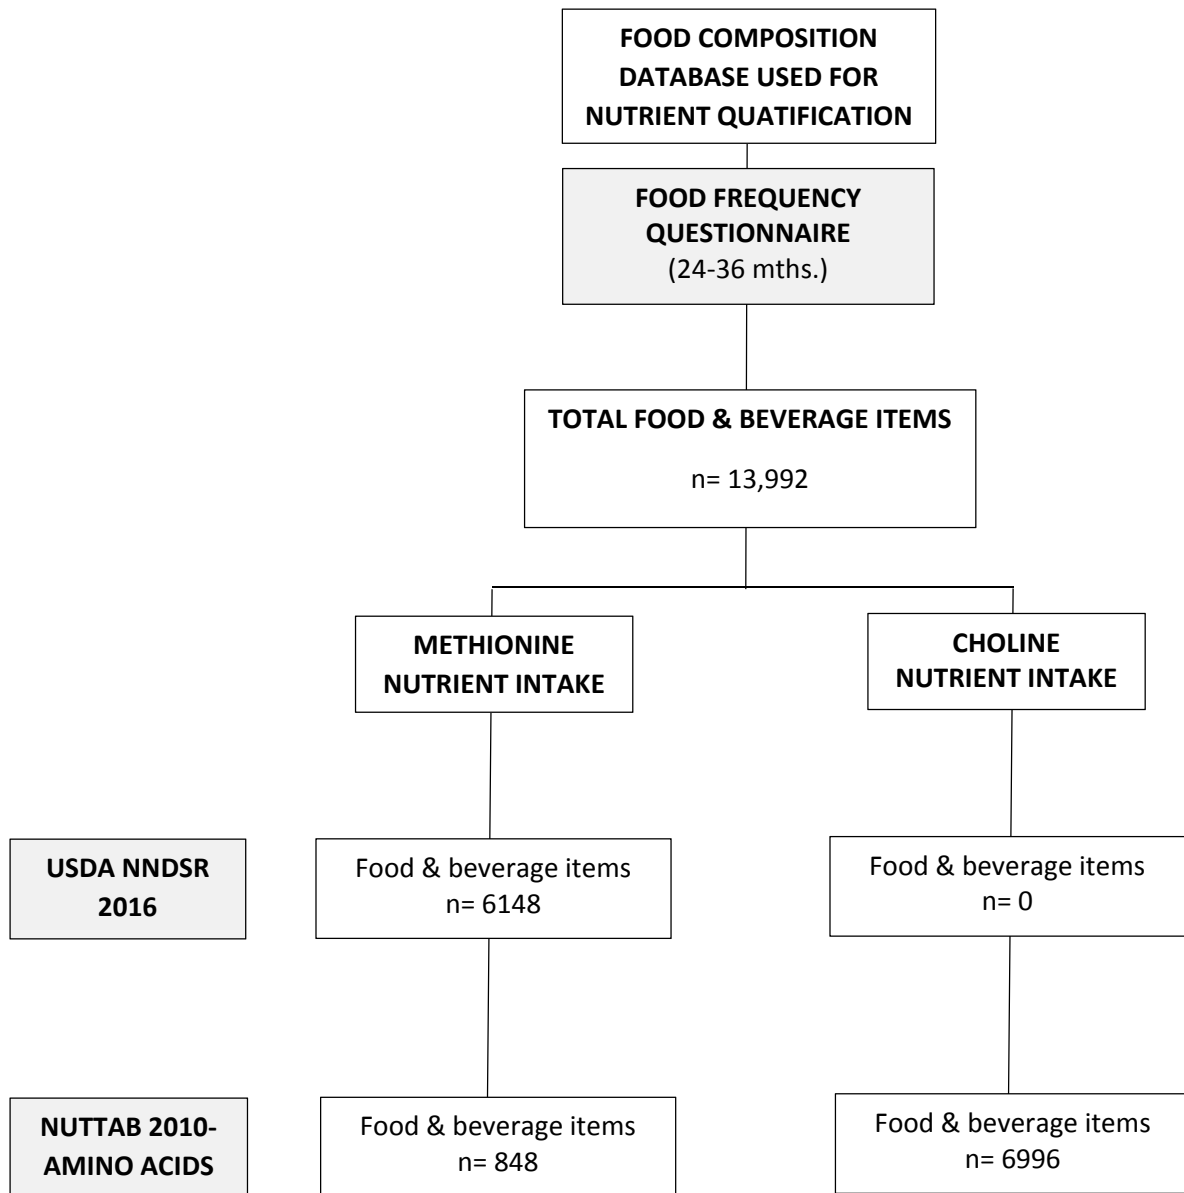 FOOD COMPOSITION
DATABASE USED FOR
NUTRIENT QUATIFICATION
FOOD FREQUENCY
QUESTIONNAIRE
(24-36 mths.)
TOTAL FOOD & BEVERAGE ITEMS
n= 13,992
METHIONINE
NUTRIENT INTAKE
CHOLINE
NUTRIENT INTAKE
USDA NNDSR
2016
Food & beverage items
n= 6148
Food & beverage items
n= 0
NUTTAB 2010-
AMINO ACIDS
Food & beverage items
n= 848
Food & beverage items
n= 6996